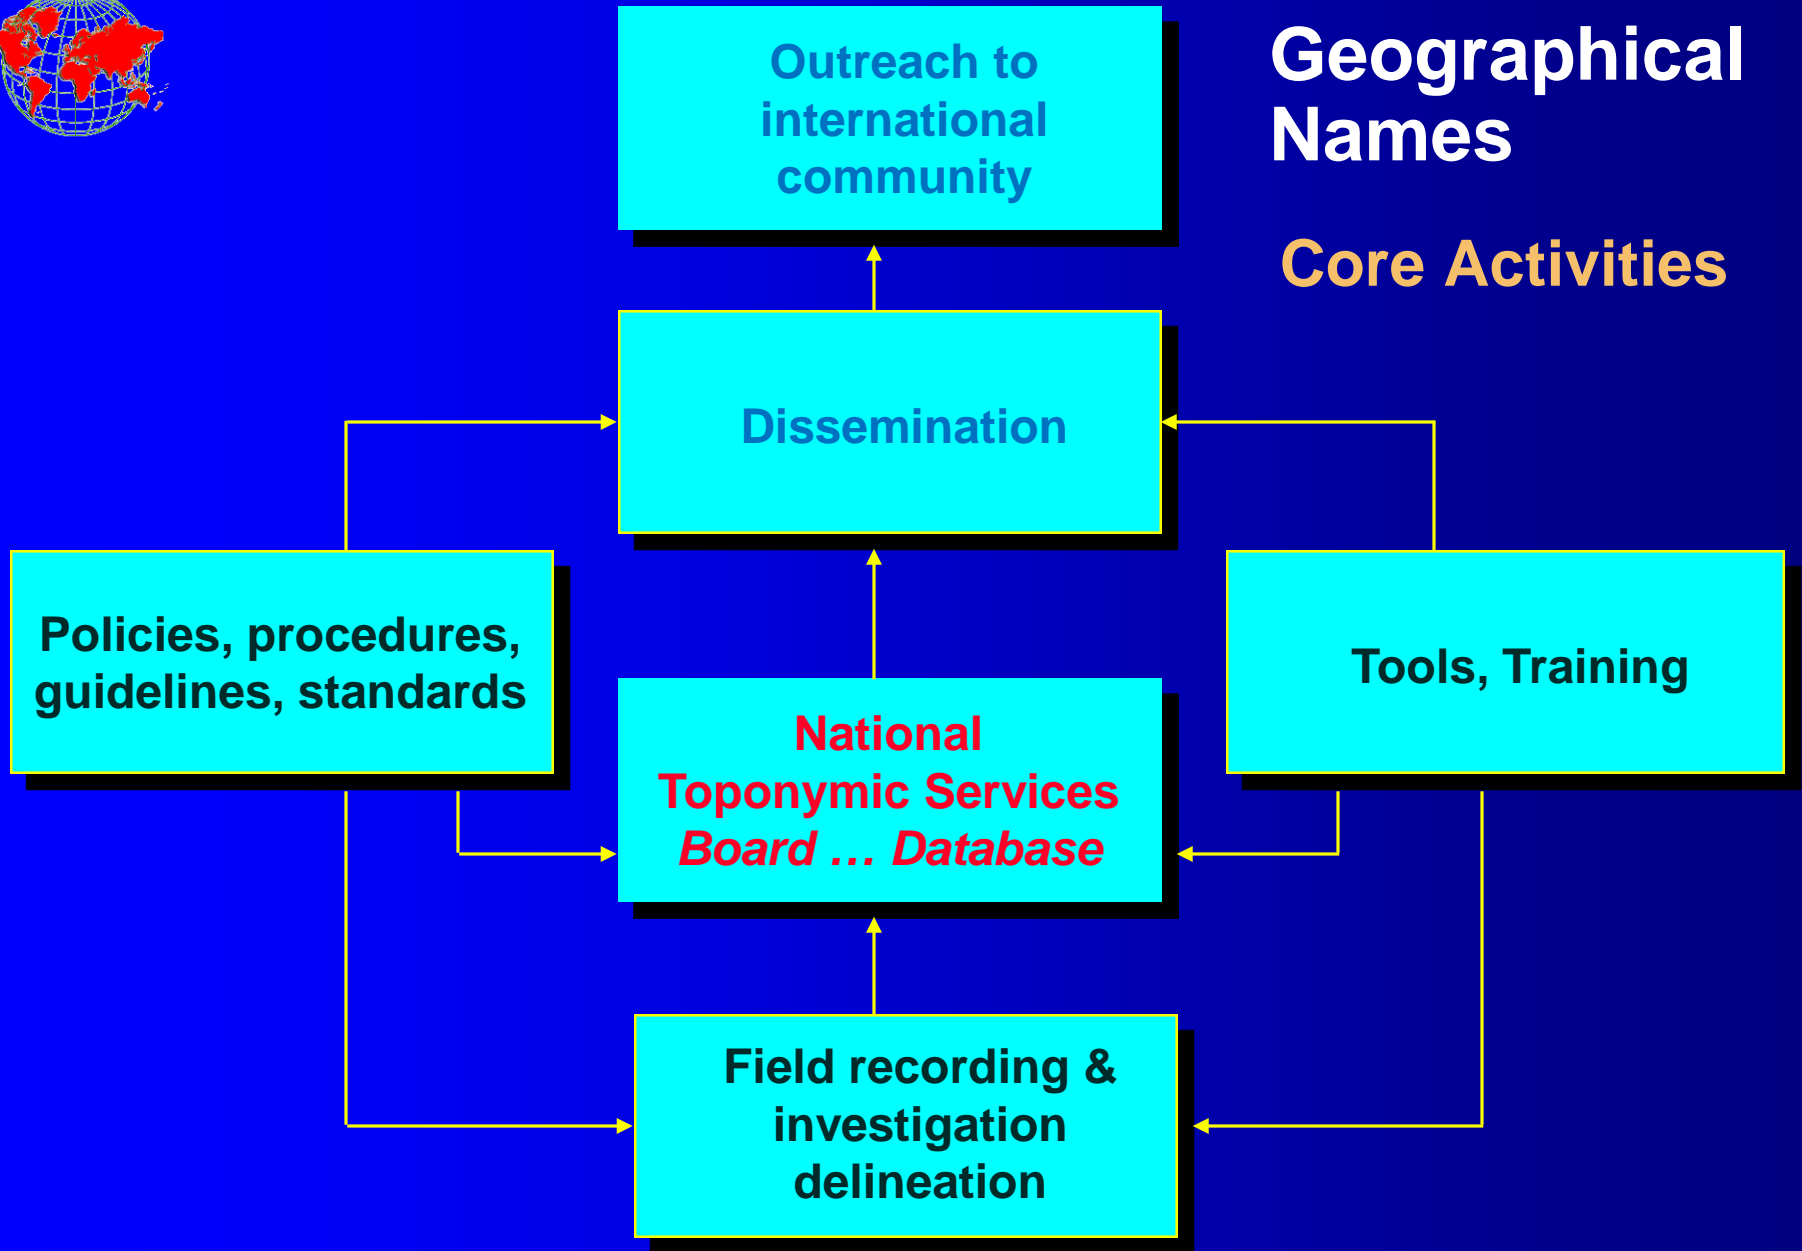 Geographical
Names
Core Activities
Outreach to
international
community
Dissemination
Policies, procedures,
guidelines, standards
Tools, Training
National
Toponymic Services
Board … Database
Field recording &
investigation
delineation